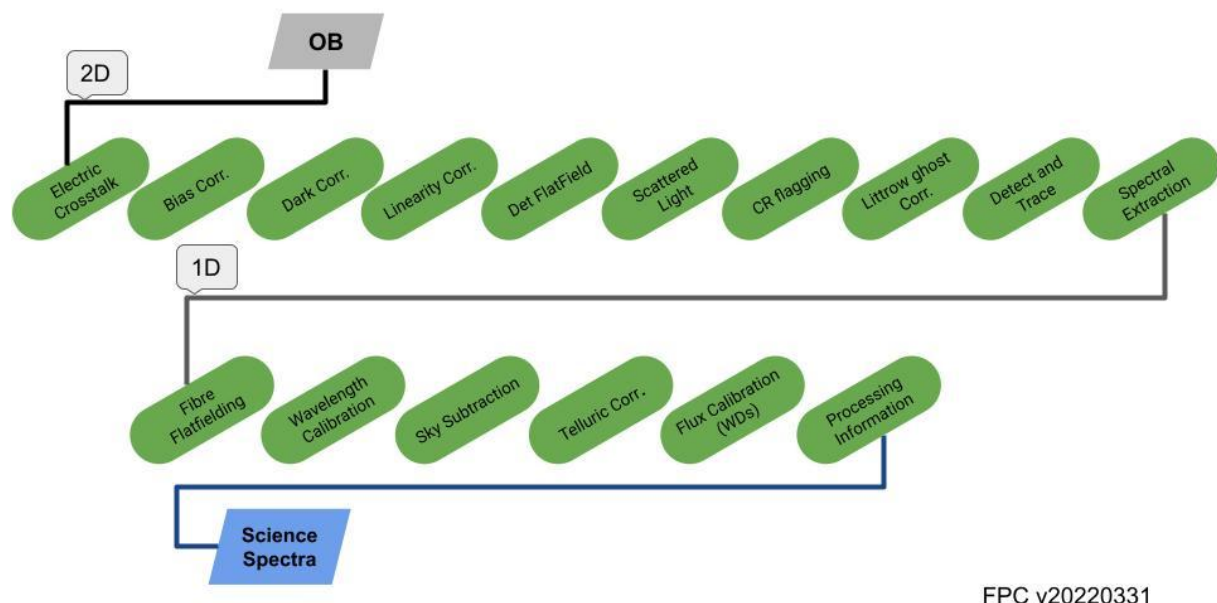 OB
2D
Electric
Crosstalk
Bias Corr.
Dark Corr.
Linearity Corr.
Det FlatField
Scattered
Light
CR flagging
Littrow ghost
Corr.
Detect and
Trace
Spectral
Extraction
1D
Fibre
Flatfielding
Wavelength
Calibration
Sky Subtraction
Telluric Corr.
Flux Calibration
(WDs)
Processing
Information
Science
Spectra
FPC v20220331